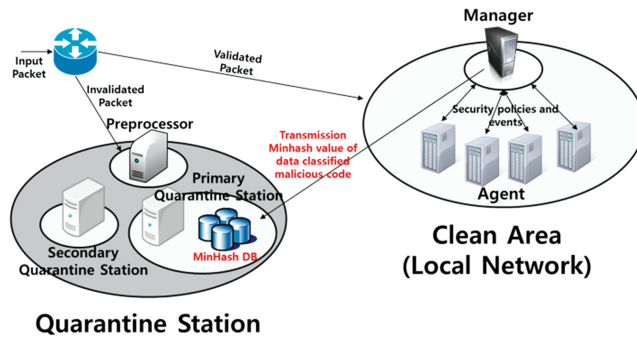 Manager
Input
Packet
Validated
Packet
Invalidated
Packet
Preprocessor
Security policies and
events
Transmission
Minhash value of
data classified
malicious code
Primary
Quarantine Station
Agent
Secondary
Quarantine Station
MinHash DB
Clean Area
(Local Network)
Quarantine Station